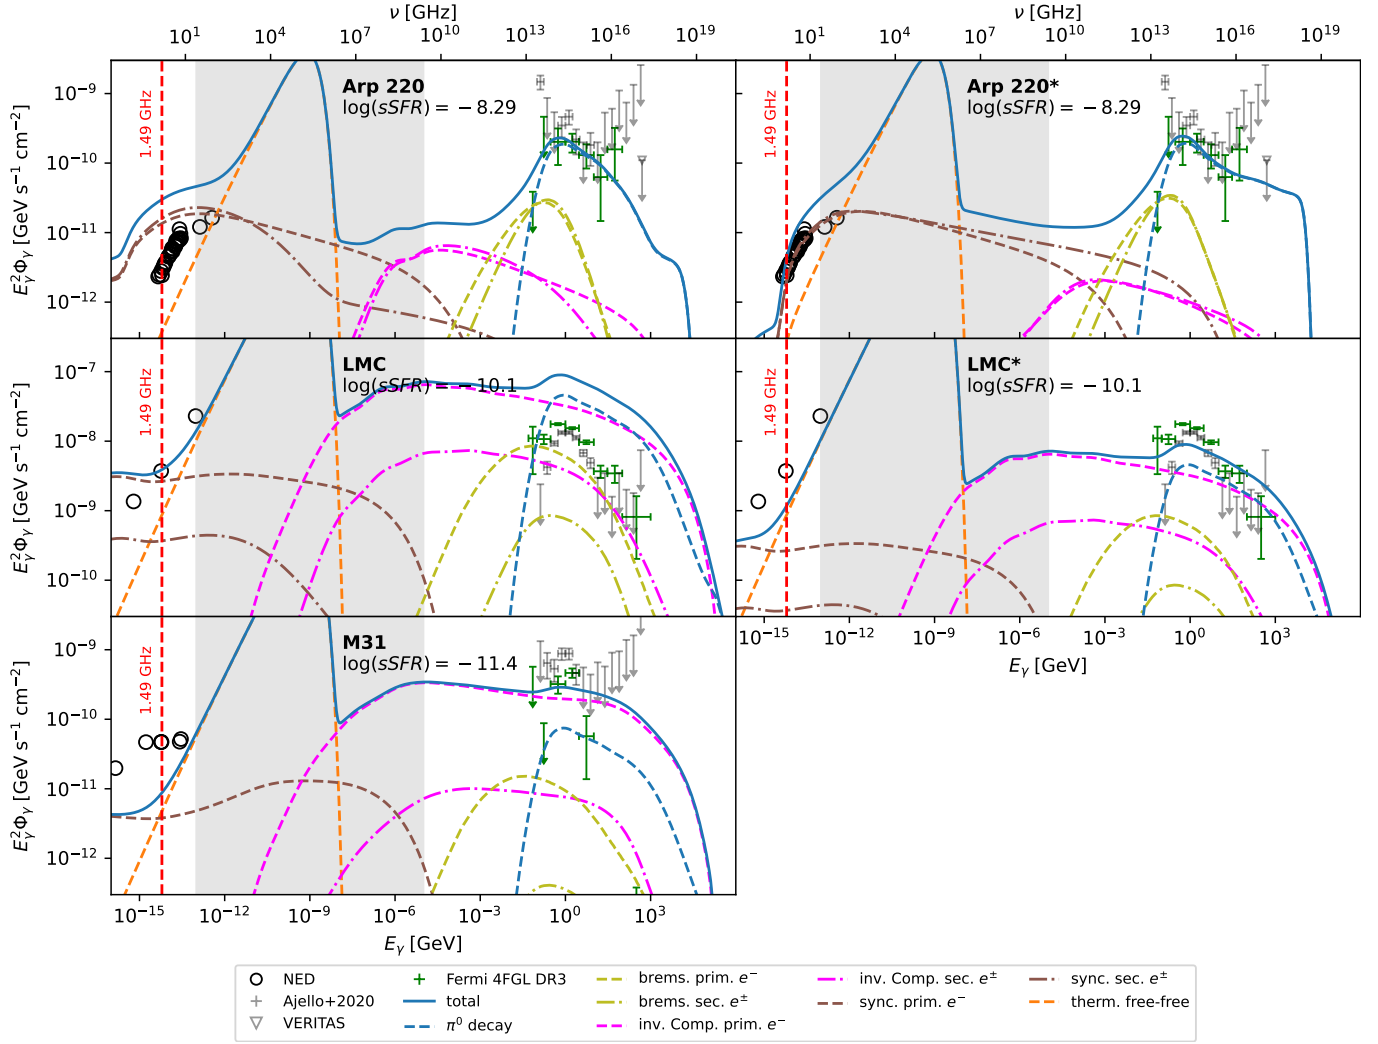 ν [GHz]
ν [GHz]
10^1 10^4 10^7 10^10 10^13 10^16 10^19
10^1 10^4 10^7 10^10 10^13 10^16 10^19
E_γ^2 Φ_γ [GeV s^−1 cm^−2]
10^−9
10^−10
10^−11
10^−12
1.49 GHz
Arp 220
log(sSFR) = −8.29
1.49 GHz
Arp 220*
log(sSFR) = −8.29
E_γ^2 Φ_γ [GeV s^−1 cm^−2]
10^−7
10^−8
10^−9
10^−10
1.49 GHz
LMC
log(sSFR) = −10.1
1.49 GHz
LMC*
log(sSFR) = −10.1
10^−15 10^−12 10^−9 10^−6 10^−3 10^0 10^3
E_γ [GeV]
E_γ^2 Φ_γ [GeV s^−1 cm^−2]
10^−9
10^−10
10^−11
10^−12
1.49 GHz
M31
log(sSFR) = −11.4
10^−15 10^−12 10^−9 10^−6 10^−3 10^0 10^3
E_γ [GeV]
NED
Ajello+2020
VERITAS
Fermi 4FGL DR3
total
π^0 decay
brems. prim. e^−
brems. sec. e^±
inv. Comp. prim. e^−
inv. Comp. sec. e^±
sync. prim. e^−
sync. sec. e^±
therm. free-free